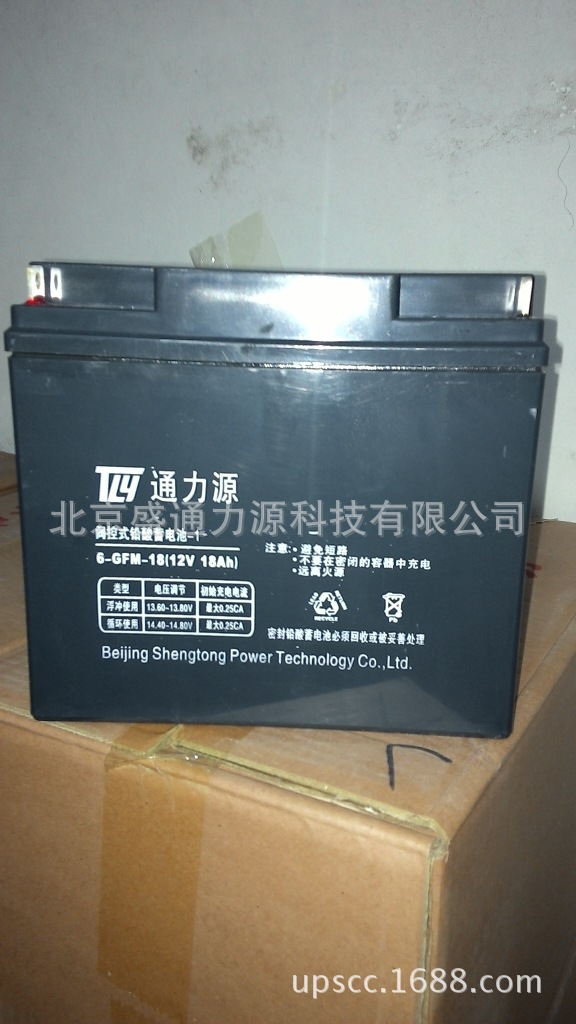 TLY 通力源
北京盛通力源科技有限公司
阀控式铅酸蓄电池-1
6-GFM-18(12V 18Ah)
类型 电压调节 初始充电电流
浮冲使用 13.60-13.80V 最大0.25CA
循环使用 14.40-14.80V 最大0.25CA
注意: • 避免短路
• 不要在密闭的容器中充电
• 远离火源
LEAD RETURN
RECYCLE
Pb
密封铅酸蓄电池必须回收或被妥善处理
Beijing Shengtong Power Technology Co.,Ltd.
upscc.1688.com